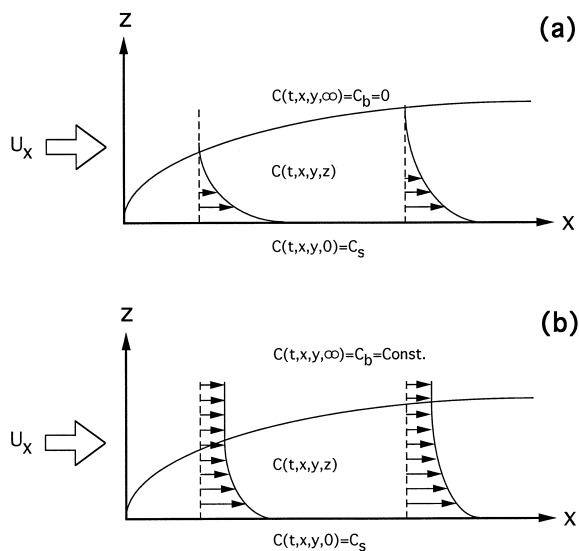 (a)
Z
C(t,x,y,∞)=C_b=0
U_x
C(t,x,y,z)
X
C(t,x,y,0)=C_s
(b)
Z
C(t,x,y,∞)=C_b=Const.
U_x
C(t,x,y,z)
X
C(t,x,y,0)=C_s